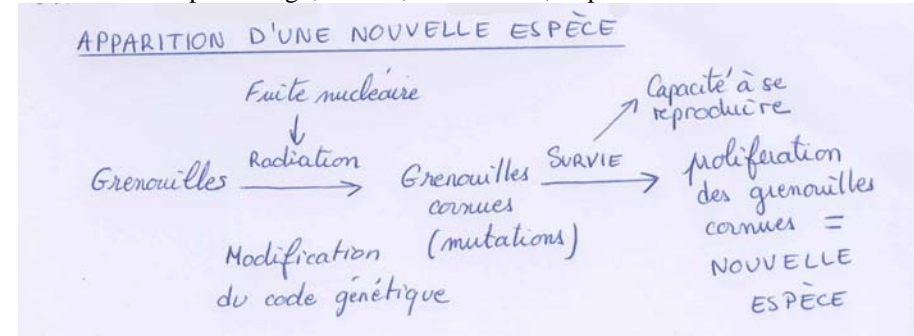 APPARITION D'UNE NOUVELLE ESPÈCE
Fuite nucléaire
Capacité à se
reproduire
Grenouilles
Radiation
Grenouilles
cornues
(mutations)
SURVIE
proliferation
des grenouilles
cornues =
NOUVELLE
ESPÈCE
Modification
du code génétique